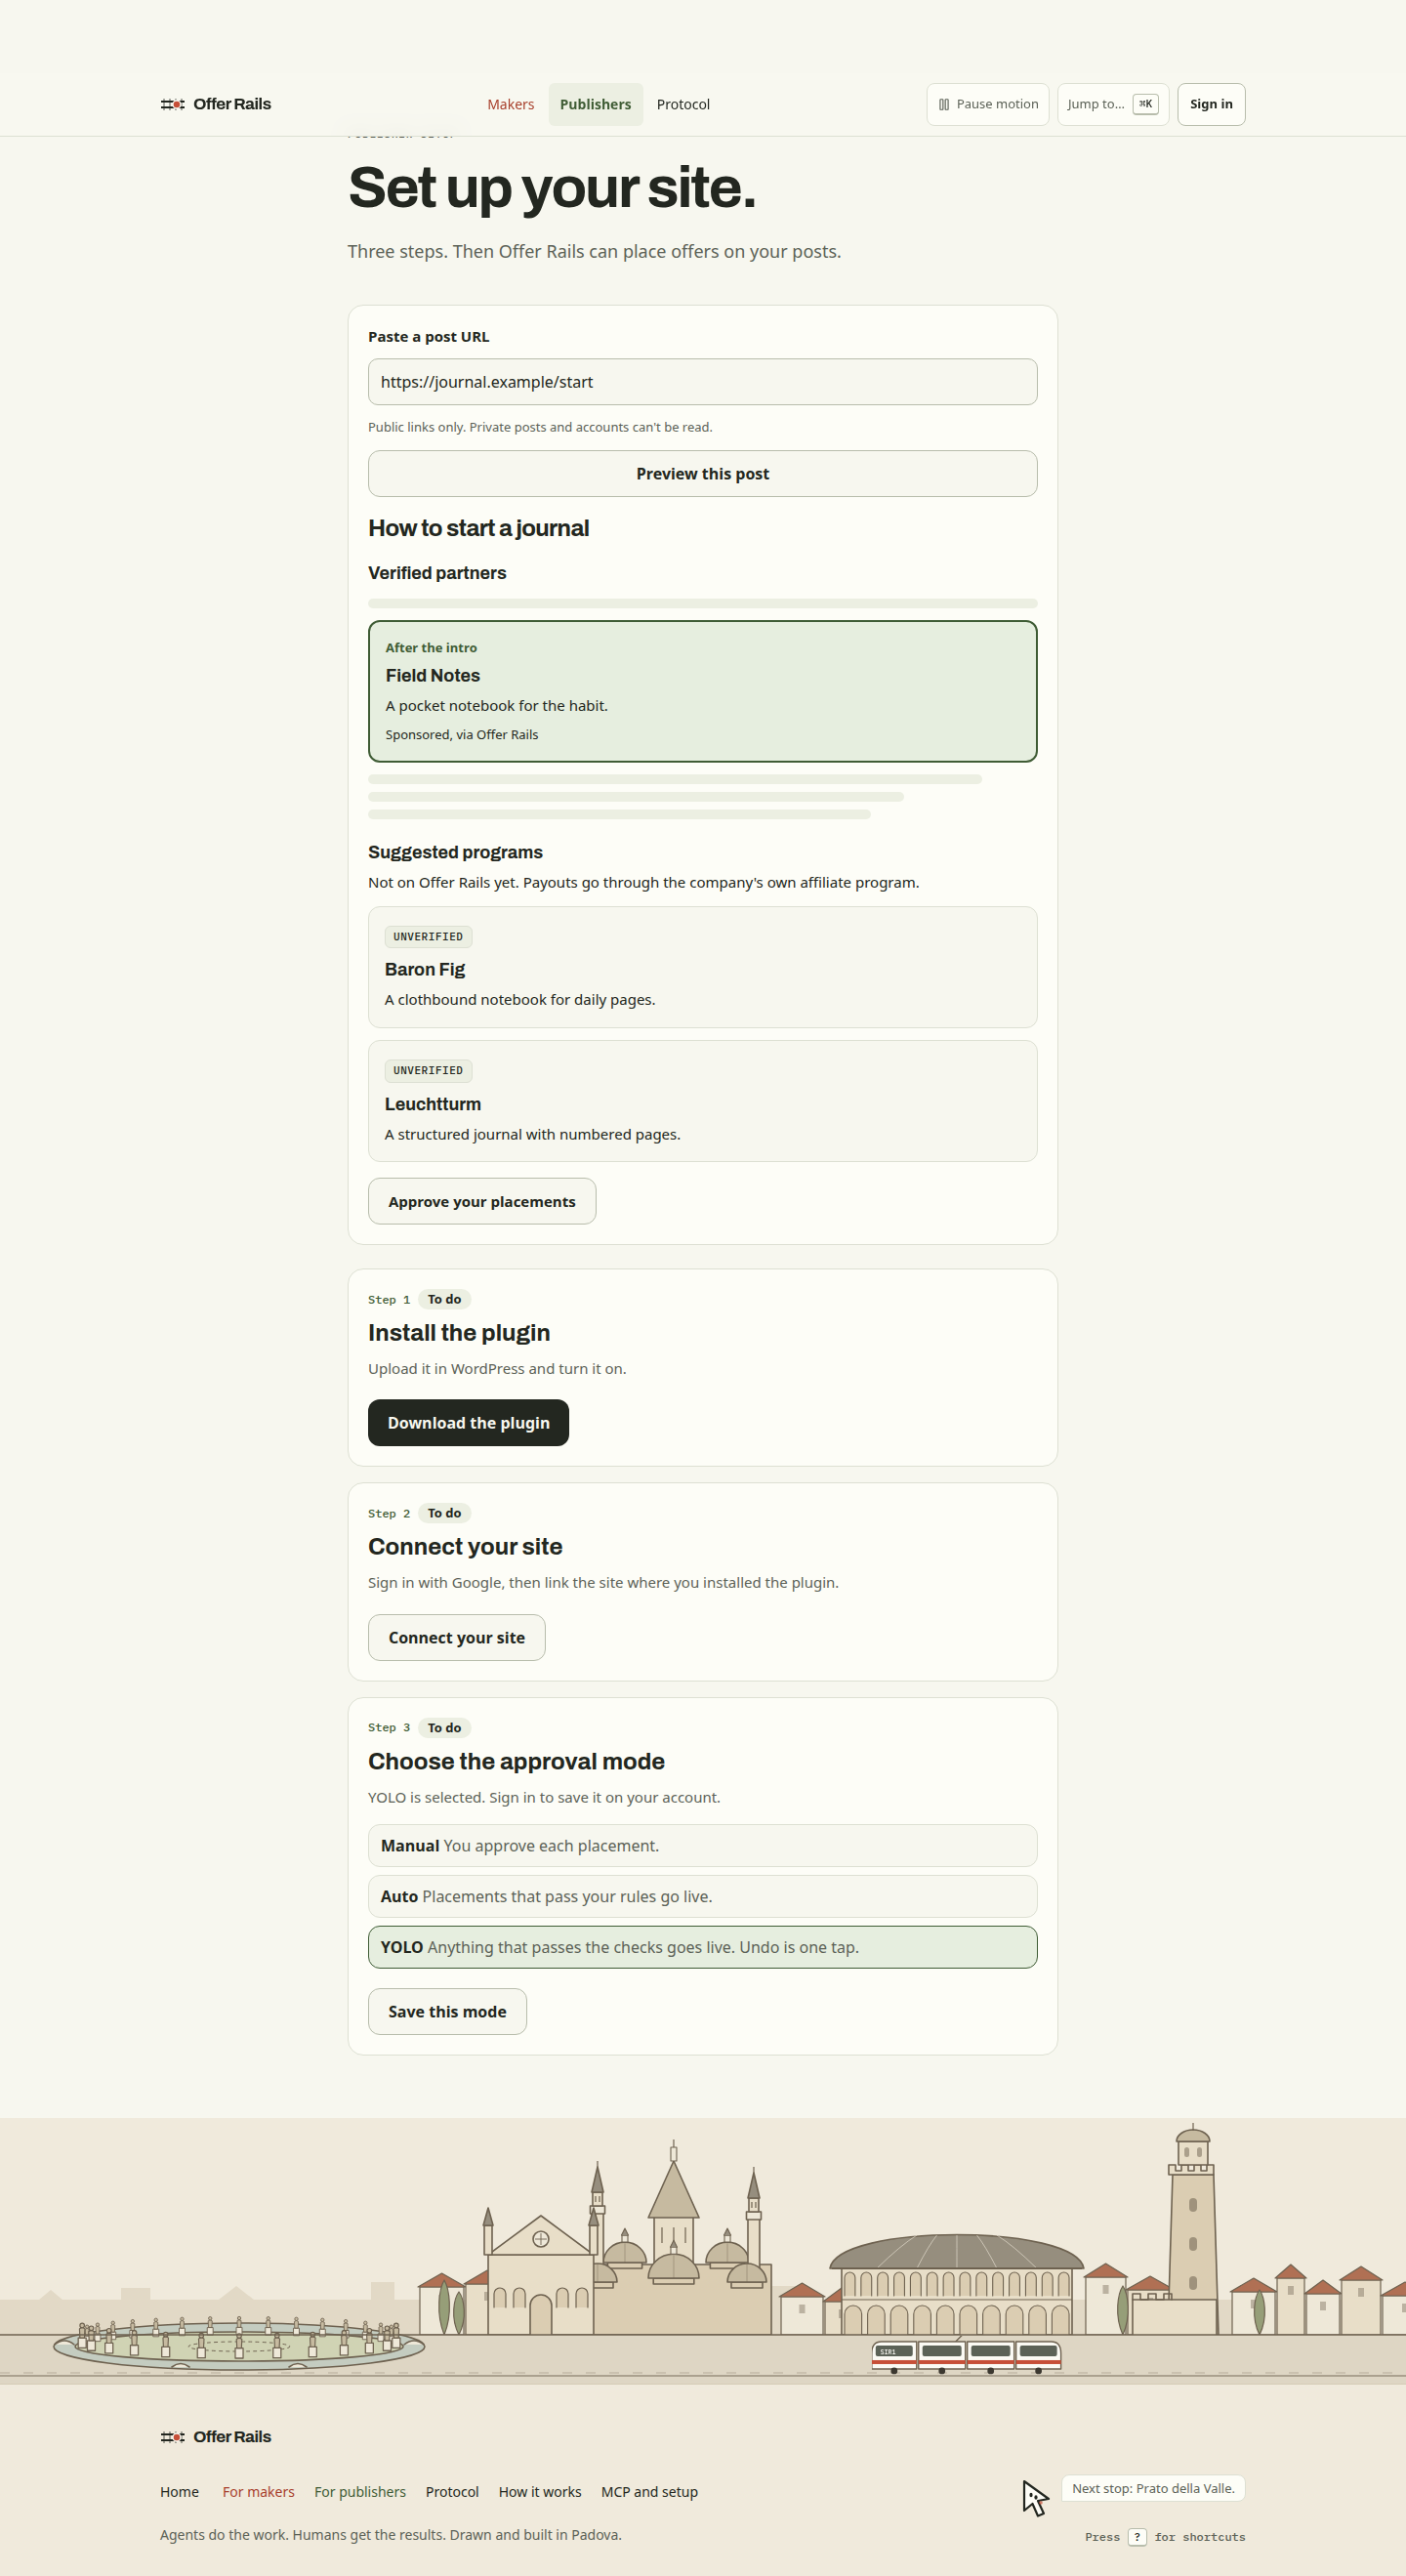 Offer Rails
Makers
Publishers
Protocol
Pause motion
Jump to... ⌘K
Sign in
Set up your site.
Three steps. Then Offer Rails can place offers on your posts.
Paste a post URL
https://journal.example/start
Public links only. Private posts and accounts can't be read.
Preview this post
How to start a journal
Verified partners
After the intro
Field Notes
A pocket notebook for the habit.
Sponsored, via Offer Rails
Suggested programs
Not on Offer Rails yet. Payouts go through the company's own affiliate program.
UNVERIFIED
Baron Fig
A clothbound notebook for daily pages.
UNVERIFIED
Leuchtturm
A structured journal with numbered pages.
Approve your placements
Step 1 To do
Install the plugin
Upload it in WordPress and turn it on.
Download the plugin
Step 2 To do
Connect your site
Sign in with Google, then link the site where you installed the plugin.
Connect your site
Step 3 To do
Choose the approval mode
YOLO is selected. Sign in to save it on your account.
Manual You approve each placement.
Auto Placements that pass your rules go live.
YOLO Anything that passes the checks goes live. Undo is one tap.
Save this mode
SIR1
Offer Rails
Home
For makers
For publishers
Protocol
How it works
MCP and setup
Next stop: Prato della Valle.
Agents do the work. Humans get the results. Drawn and built in Padova.
Press ? for shortcuts